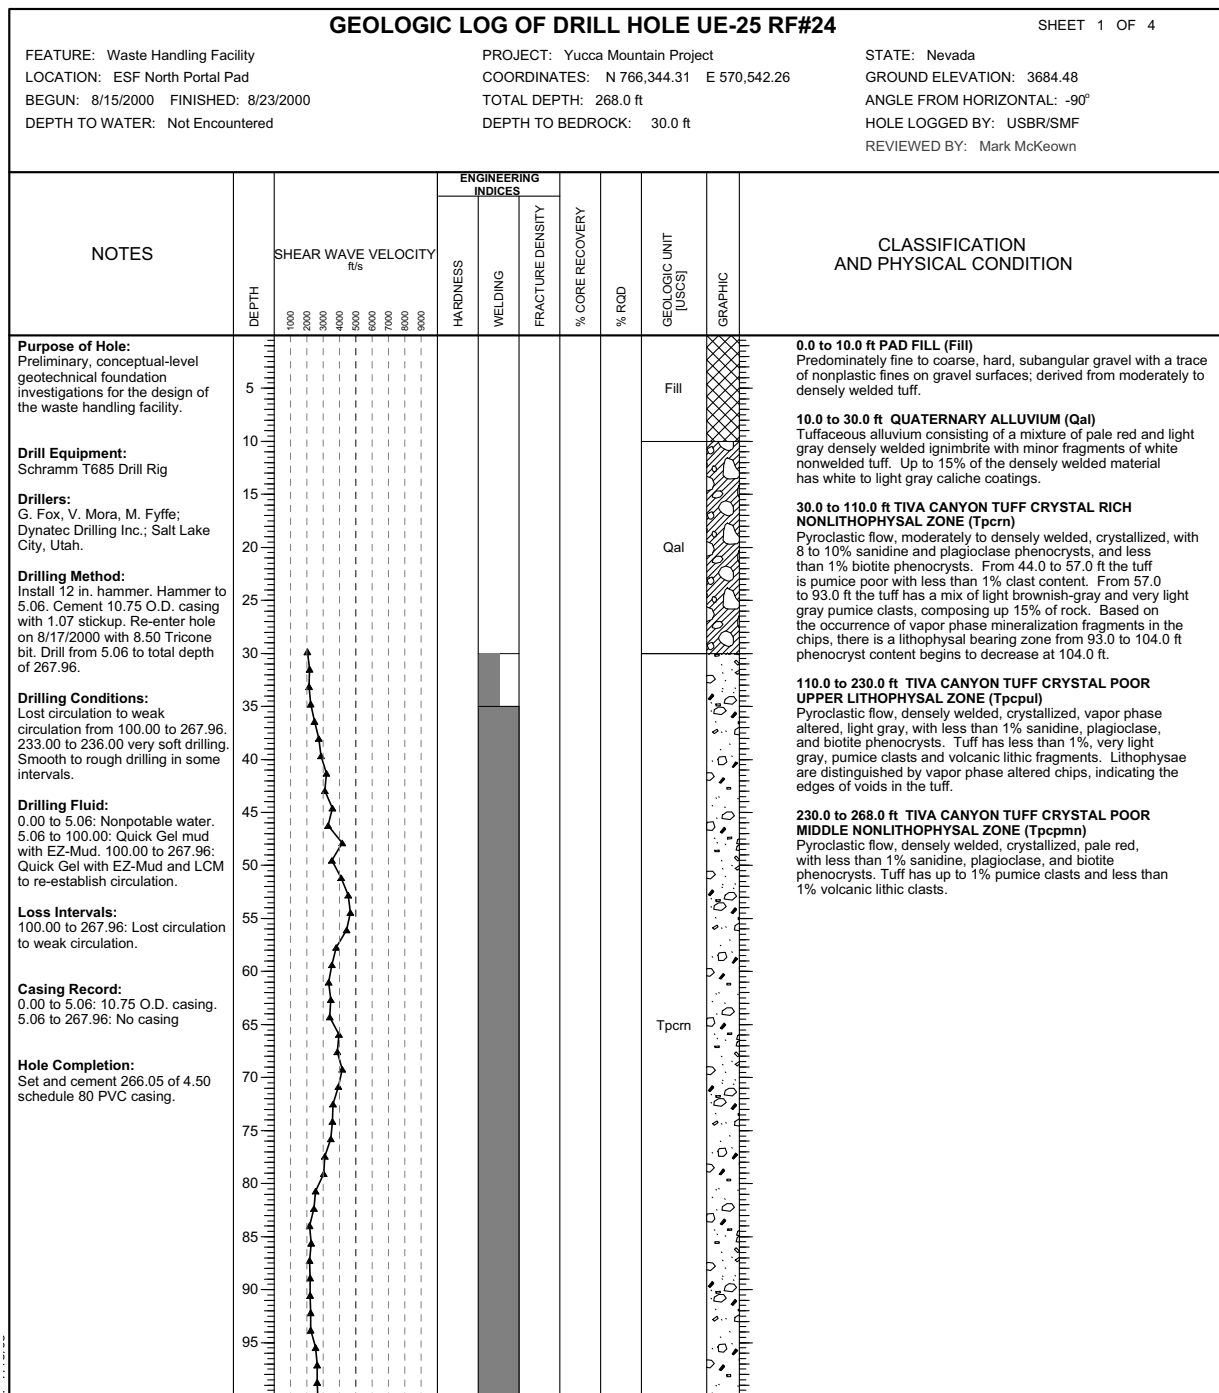 GEOLOGIC LOG OF DRILL HOLE UE-25 RF#24
SHEET 1 OF 4
FEATURE: Waste Handling Facility
PROJECT: Yucca Mountain Project
STATE: Nevada
LOCATION: ESF North Portal Pad
COORDINATES: N 766,344.31 E 570,542.26
GROUND ELEVATION: 3684.48
BEGUN: 8/15/2000 FINISHED: 8/23/2000
TOTAL DEPTH: 268.0 ft
ANGLE FROM HORIZONTAL: -90°
DEPTH TO WATER: Not Encountered
DEPTH TO BEDROCK: 30.0 ft
HOLE LOGGED BY: USBR/SMF
REVIEWED BY: Mark McKeown
NOTES
DEPTH
SHEAR WAVE VELOCITY
ft/s
1000 2000 3000 4000 5000 6000 7000 8000 9000
ENGINEERING
INDICES
HARDNESS
WELDING
FRACTURE DENSITY
% CORE RECOVERY
% RQD
GEOLOGIC UNIT
[USCS]
GRAPHIC
CLASSIFICATION
AND PHYSICAL CONDITION
Purpose of Hole:
Preliminary, conceptual-level
geotechnical foundation
investigations for the design of
the waste handling facility.
Drill Equipment:
Schramm T685 Drill Rig
Drillers:
G. Fox, V. Mora, M. Fyffe;
Dynatec Drilling Inc.; Salt Lake
City, Utah.
Drilling Method:
Install 12 in. hammer. Hammer to
5.06. Cement 10.75 O.D. casing
with 1.07 stickup. Re-enter hole
on 8/17/2000 with 8.50 Tricone
bit. Drill from 5.06 to total depth
of 267.96.
Drilling Conditions:
Lost circulation to weak
circulation from 100.00 to 267.96.
233.00 to 236.00 very soft drilling.
Smooth to rough drilling in some
intervals.
Drilling Fluid:
0.00 to 5.06: Nonpotable water.
5.06 to 100.00: Quick Gel mud
with EZ-Mud. 100.00 to 267.96:
Quick Gel with EZ-Mud and LCM
to re-establish circulation.
Loss Intervals:
100.00 to 267.96: Lost circulation
to weak circulation.
Casing Record:
0.00 to 5.06: 10.75 O.D. casing.
5.06 to 267.96: No casing
Hole Completion:
Set and cement 266.05 of 4.50
schedule 80 PVC casing.
5
10
15
20
25
30
35
40
45
50
55
60
65
70
75
80
85
90
95
Fill
Qal
Tpcrn
0.0 to 10.0 ft PAD FILL (Fill)
Predominately fine to coarse, hard, subangular gravel with a trace
of nonplastic fines on gravel surfaces; derived from moderately to
densely welded tuff.
10.0 to 30.0 ft QUATERNARY ALLUVIUM (Qal)
Tuffaceous alluvium consisting of a mixture of pale red and light
gray densely welded ignimbrite with minor fragments of white
nonwelded tuff. Up to 15% of the densely welded material
has white to light gray caliche coatings.
30.0 to 110.0 ft TIVA CANYON TUFF CRYSTAL RICH
NONLITHOPHYSAL ZONE (Tpcrn)
Pyroclastic flow, moderately to densely welded, crystallized, with
8 to 10% sanidine and plagioclase phenocrysts, and less
than 1% biotite phenocrysts. From 44.0 to 57.0 ft the tuff
is pumice poor with less than 1% clast content. From 57.0
to 93.0 ft the tuff has a mix of light brownish-gray and very light
gray pumice clasts, composing up 15% of rock. Based on
the occurrence of vapor phase mineralization fragments in the
chips, there is a lithophysal bearing zone from 93.0 to 104.0 ft
phenocryst content begins to decrease at 104.0 ft.
110.0 to 230.0 ft TIVA CANYON TUFF CRYSTAL POOR
UPPER LITHOPHYSAL ZONE (Tpcpul)
Pyroclastic flow, densely welded, crystallized, vapor phase
altered, light gray, with less than 1% sanidine, plagioclase,
and biotite phenocrysts. Tuff has less than 1%, very light
gray, pumice clasts and volcanic lithic fragments. Lithophysae
are distinguished by vapor phase altered chips, indicating the
edges of voids in the tuff.
230.0 to 268.0 ft TIVA CANYON TUFF CRYSTAL POOR
MIDDLE NONLITHOPHYSAL ZONE (Tpcpmn)
Pyroclastic flow, densely welded, crystallized, pale red,
with less than 1% sanidine, plagioclase, and biotite
phenocrysts. Tuff has up to 1% pumice clasts and less than
1% volcanic lithic clasts.